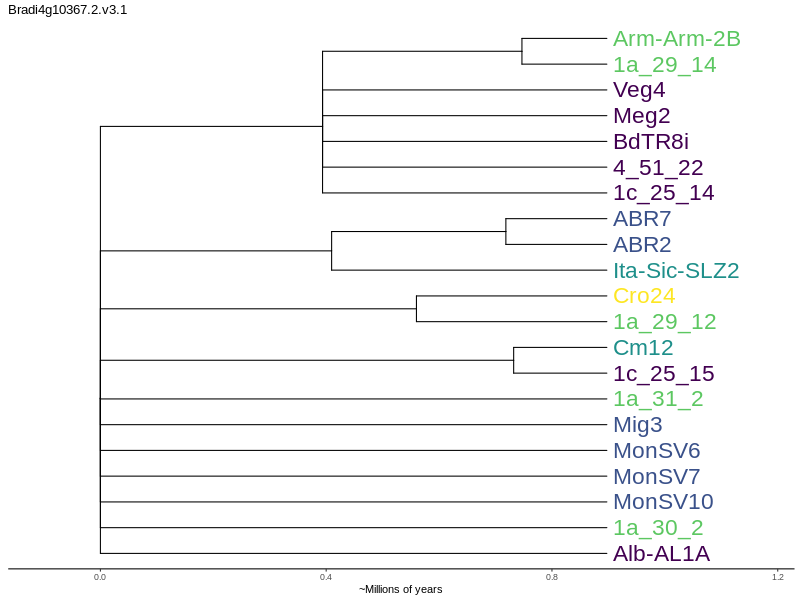 Bradi4g10367.2.v3.1
Arm-Arm-2B
1a_29_14
Veg4
Meg2
BdTR8i
4_51_22
1c_25_14
ABR7
ABR2
Ita-Sic-SLZ2
Cro24
1a_29_12
Cm12
1c_25_15
1a_31_2
Mig3
MonSV6
MonSV7
MonSV10
1a_30_2
Alb-AL1A
0.0 0.4 0.8 1.2
~Millions of years